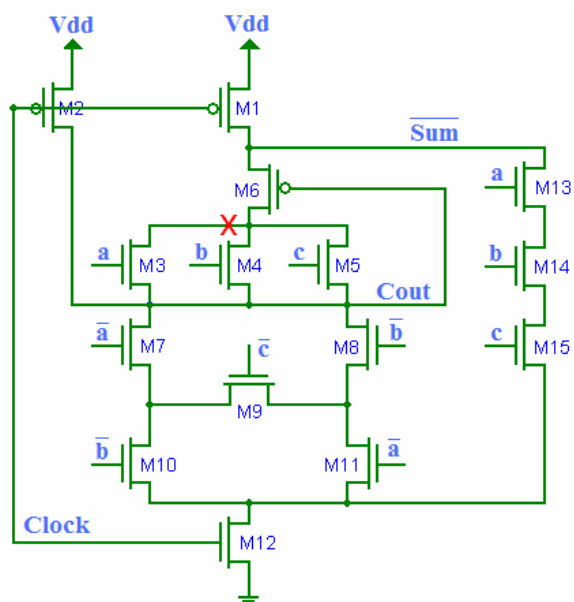 Vdd Vdd
M2 M1
S̅u̅m̅
a M13
M6
X
a M3 b M4 c M5 b M14
Cout
a̅ M7 c̅ M8 b̅ c M15
M9
b̅ M10 M11 a̅
Clock M12